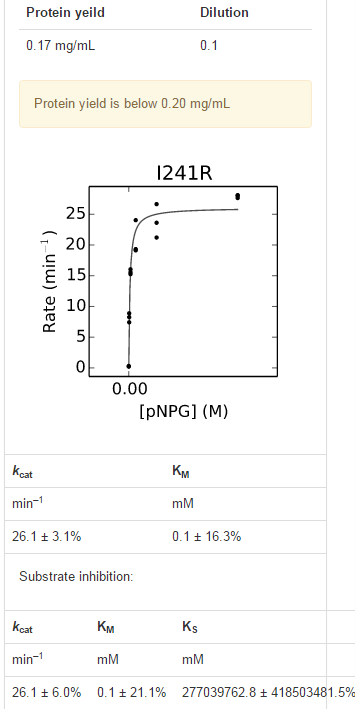 Protein yeild Dilution
0.17 mg/mL 0.1
Protein yield is below 0.20 mg/mL
I241R
25
20
15
10
5
0
Rate (min⁻¹)
0.00
[pNPG] (M)
kcat KM
min⁻¹ mM
26.1 ± 3.1% 0.1 ± 16.3%
Substrate inhibition:
kcat KM KS
min⁻¹ mM mM
26.1 ± 6.0% 0.1 ± 21.1% 277039762.8 ± 418503481.5%